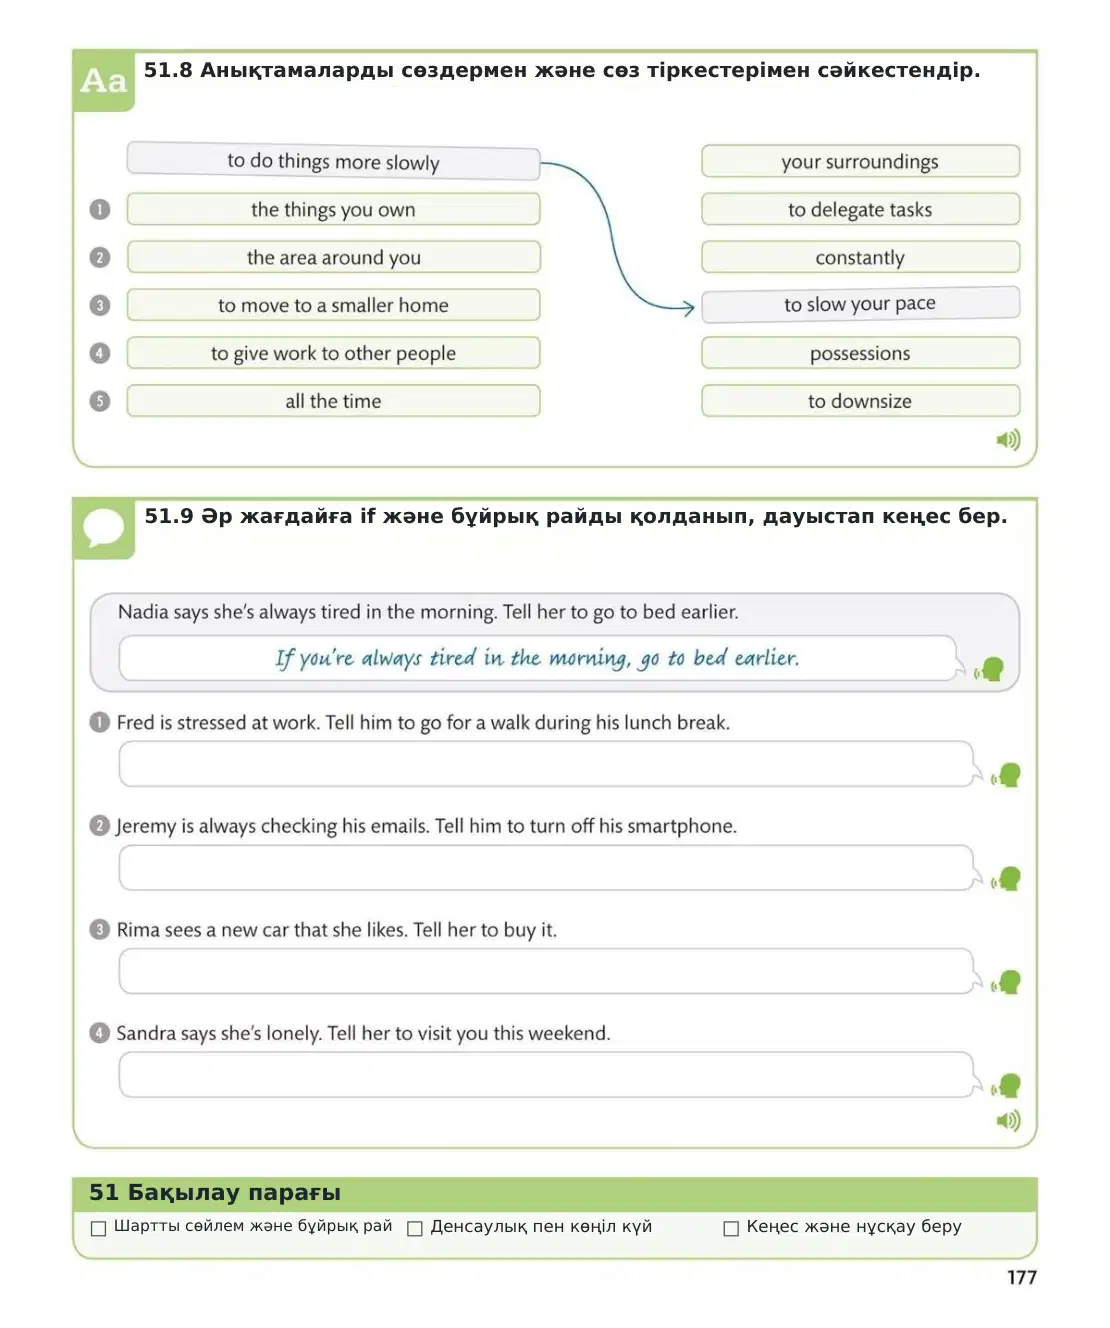 Aa
51.8 Анықтамаларды сөздермен және сөз тіркестерімен сәйкестендір.
to do things more slowly
your surroundings
1 the things you own
to delegate tasks
2 the area around you
constantly
3 to move to a smaller home
to slow your pace
4 to give work to other people
possessions
5 all the time
to downsize
51.9 Әр жағдайға if және бұйрық райды қолданып, дауыстап кеңес бер.
Nadia says she's always tired in the morning. Tell her to go to bed earlier.
If you're always tired in the morning, go to bed earlier.
1 Fred is stressed at work. Tell him to go for a walk during his lunch break.
2 Jeremy is always checking his emails. Tell him to turn off his smartphone.
3 Rima sees a new car that she likes. Tell her to buy it.
4 Sandra says she's lonely. Tell her to visit you this weekend.
51 Бақылау парағы
Шартты сөйлем және бұйрық рай
Денсаулық пен көңіл күй
Кеңес және нұсқау беру
177